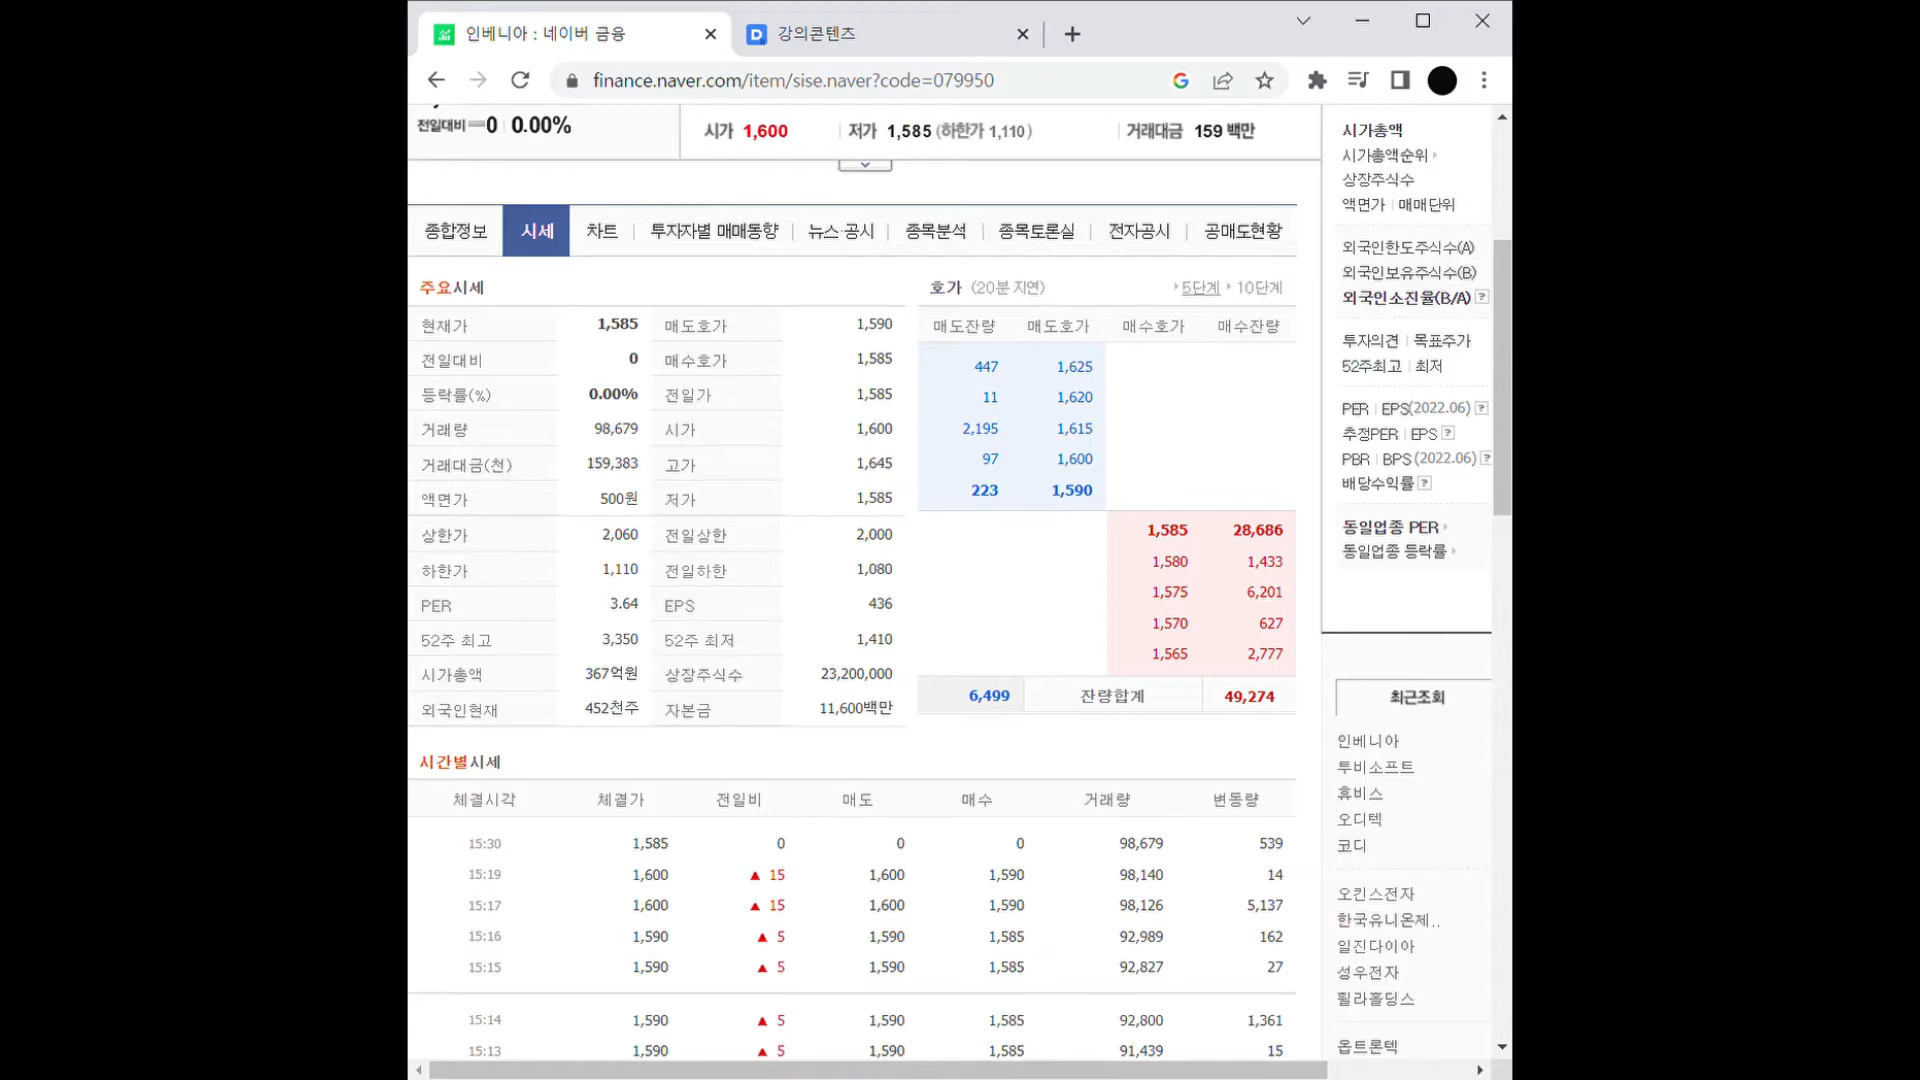 인베니아 : 네이버 금융
강의콘텐츠
finance.naver.com/item/sise.naver?code=079950
전일대비 0 0.00%
시가 1,600 저가 1,585 (하한가 1,110) 거래대금 159 백만
종합정보 시세 차트 투자자별 매매동향 뉴스·공시 종목분석 종목토론실 전자공시 공매도현황
주요시세
현재가 1,585 매도호가 1,590
전일대비 0 매수호가 1,585
등락률(%) 0.00% 전일가 1,585
거래량 98,679 시가 1,600
거래대금(천) 159,383 고가 1,645
액면가 500원 저가 1,585
상한가 2,060 전일상한 2,000
하한가 1,110 전일하한 1,080
PER 3.64 EPS 436
52주 최고 3,350 52주 최저 1,410
시가총액 367억원 상장주식수 23,200,000
외국인현재 452천주 자본금 11,600백만
호가 (20분 지연) 5단계 10단계
매도잔량 매도호가 매수호가 매수잔량
447 1,625
11 1,620
2,195 1,615
97 1,600
223 1,590
1,585 28,686
1,580 1,433
1,575 6,201
1,570 627
1,565 2,777
6,499 잔량합계 49,274
시간별시세
체결시각 체결가 전일비 매도 매수 거래량 변동량
15:30 1,585 0 0 0 98,679 539
15:19 1,600 ▲ 15 1,600 1,590 98,140 14
15:17 1,600 ▲ 15 1,600 1,590 98,126 5,137
15:16 1,590 ▲ 5 1,590 1,585 92,989 162
15:15 1,590 ▲ 5 1,590 1,585 92,827 27
15:14 1,590 ▲ 5 1,590 1,585 92,800 1,361
15:13 1,590 ▲ 5 1,590 1,585 91,439 15
시가총액
시가총액순위
상장주식수
액면가 | 매매단위
외국인한도주식수(A)
외국인보유주식수(B)
외국인소진율(B/A) ?
투자의견 | 목표주가
52주최고 | 최저
PER | EPS(2022.06) ?
추정PER | EPS ?
PBR | BPS (2022.06) ?
배당수익률 ?
동일업종 PER
동일업종 등락률
최근조회
인베니아
투비소프트
휴비스
오디텍
코디
오킨스전자
한국유니온제..
일진다이아
성우전자
휠라홀딩스
옵트론텍